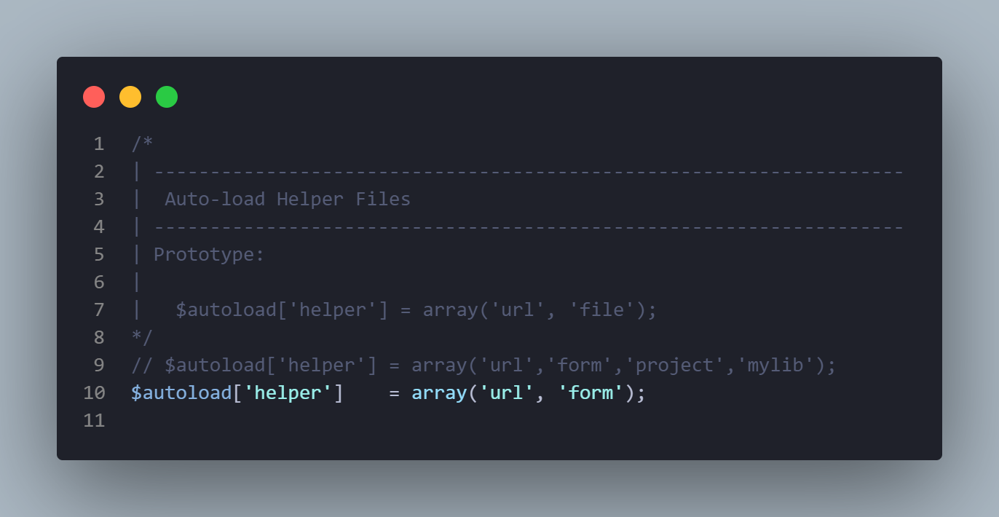 1 /*
2 | -------------------------------------------------------------------
3 |  Auto-load Helper Files
4 | -------------------------------------------------------------------
5 | Prototype:
6 |
7 |   $autoload['helper'] = array('url', 'file');
8 */
9 // $autoload['helper'] = array('url','form','project','mylib');
10 $autoload['helper']    = array('url', 'form');
11